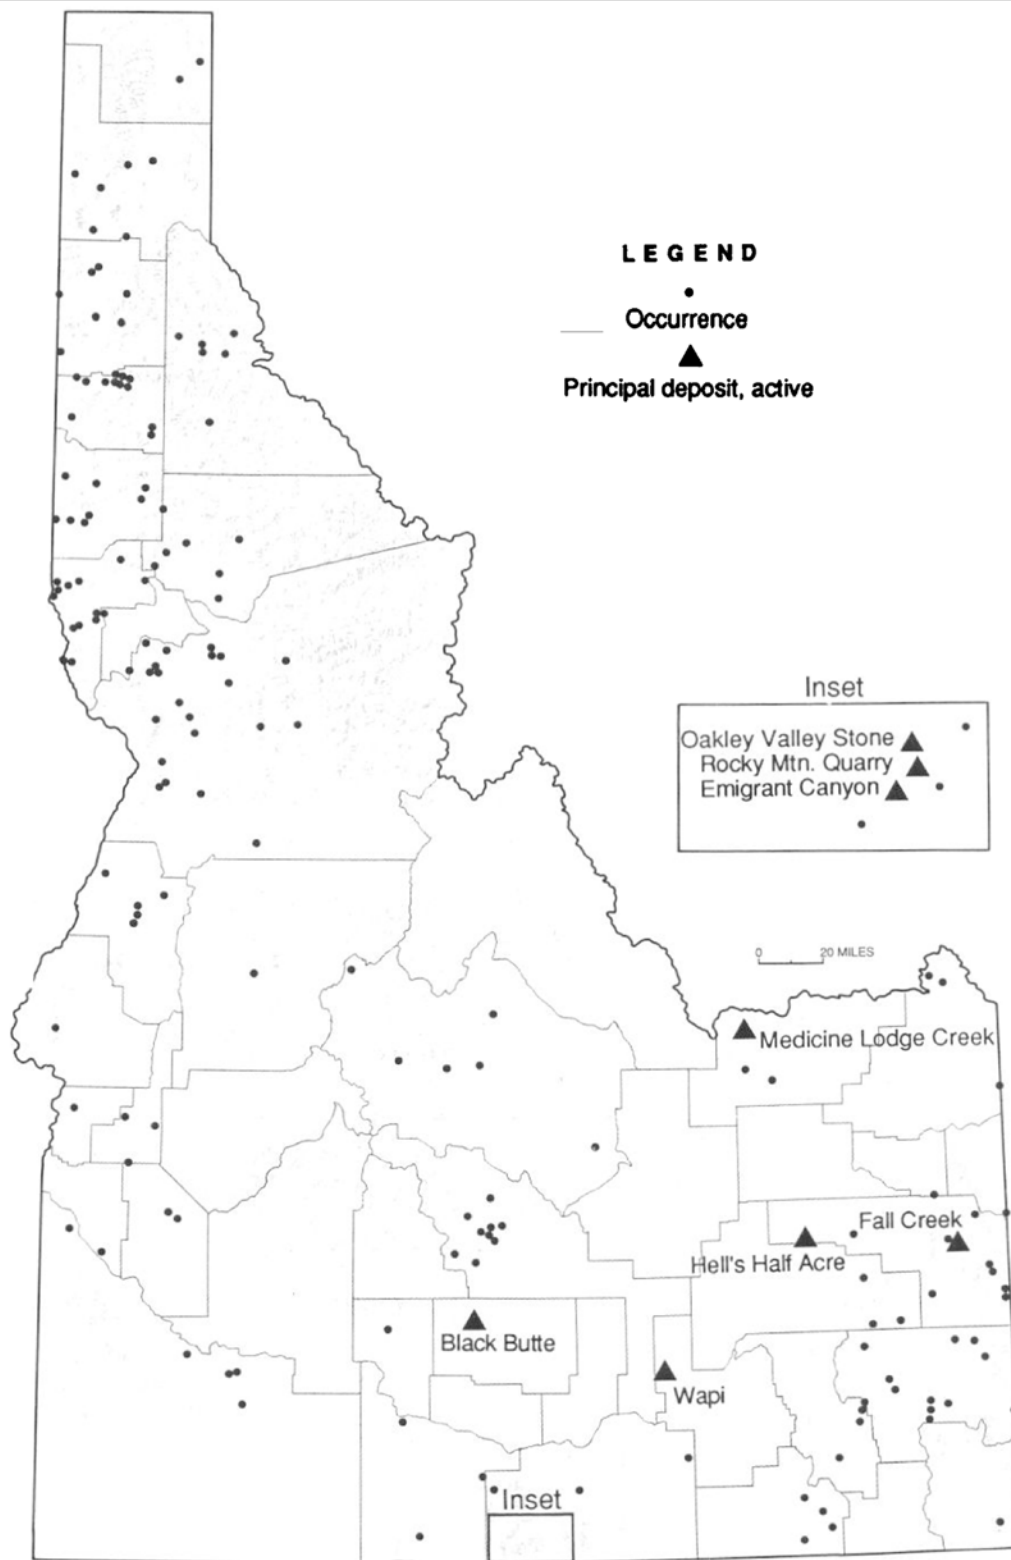 LEGEND
Occurrence
Principal deposit, active
Inset
Oakley Valley Stone
Rocky Mtn. Quarry
Emigrant Canyon
0 20 MILES
Medicine Lodge Creek
Fall Creek
Hell's Half Acre
Black Butte
Wapi
Inset